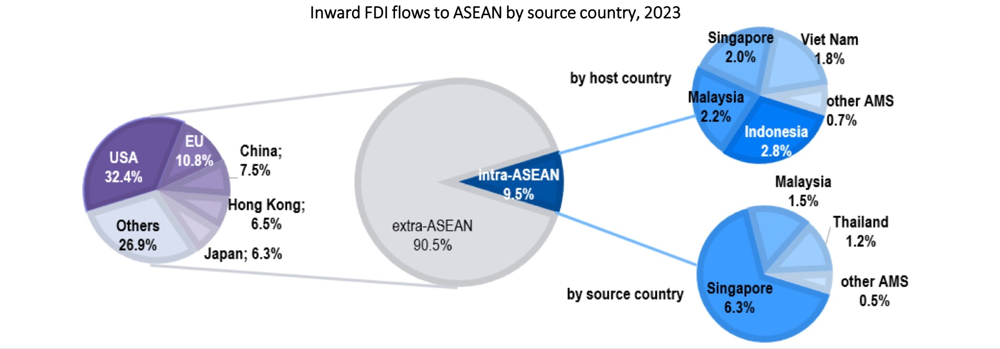 Inward FDI flows to ASEAN by source country, 2023
USA
32.4%
EU
10.8%
China;
7.5%
Hong Kong;
6.5%
Japan; 6.3%
Others
26.9%
extra-ASEAN
90.5%
intra-ASEAN
9.5%
by host country
Singapore
2.0%
Viet Nam
1.8%
Malaysia
2.2%
other AMS
0.7%
Indonesia
2.8%
by source country
Malaysia
1.5%
Thailand
1.2%
other AMS
0.5%
Singapore
6.3%